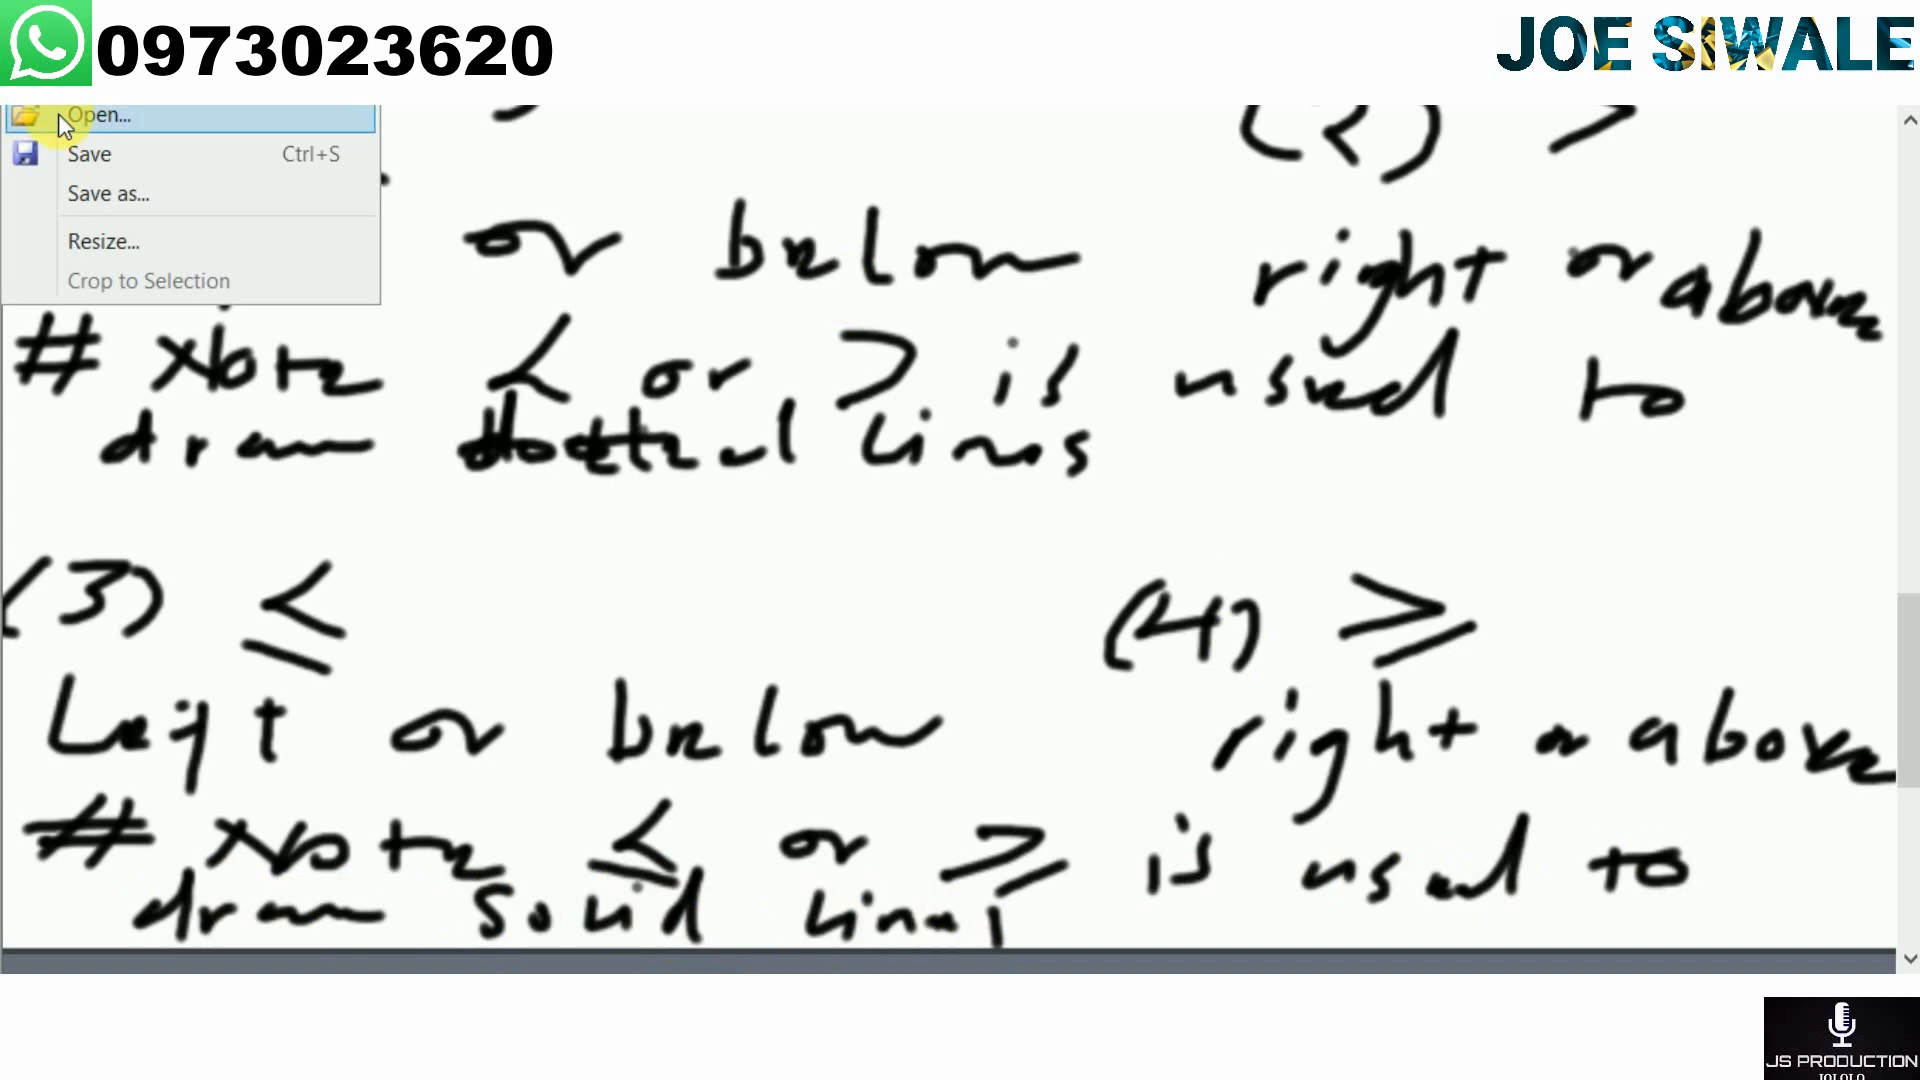 0973023620
JOE SIWALE
Open...
Save Ctrl+S
Save as...
Resize...
Crop to Selection
(2) >
or below right or above
# Note < or > is used to
draw dotted lines
(3) ≤ (4) ≥
Left or below right or above
# Note ≤ or ≥ is used to
draw solid lines
JS PRODUCTION